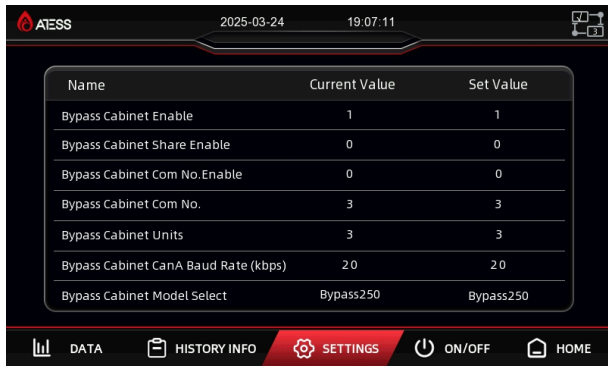 ATESS 2025-03-24 19:07:11
3
Name Current Value Set Value
Bypass Cabinet Enable 1 1
Bypass Cabinet Share Enable 0 0
Bypass Cabinet Com No.Enable 0 0
Bypass Cabinet Com No. 3 3
Bypass Cabinet Units 3 3
Bypass Cabinet CanA Baud Rate (kbps) 20 20
Bypass Cabinet Model Select Bypass250 Bypass250
DATA HISTORY INFO SETTINGS ON/OFF HOME